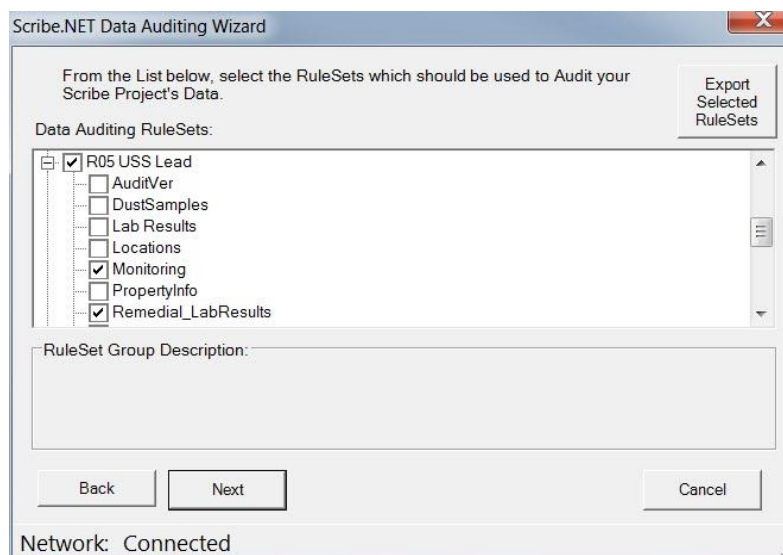 Scribe.NET Data Auditing Wizard
From the List below, select the RuleSets which should be used to Audit your
Scribe Project's Data.
Export
Selected
RuleSets
Data Auditing RuleSets:
R05 USS Lead
AuditVer
DustSamples
Lab Results
Locations
Monitoring
PropertyInfo
Remedial_LabResults
RuleSet Group Description:
Back
Next
Cancel
Network: Connected